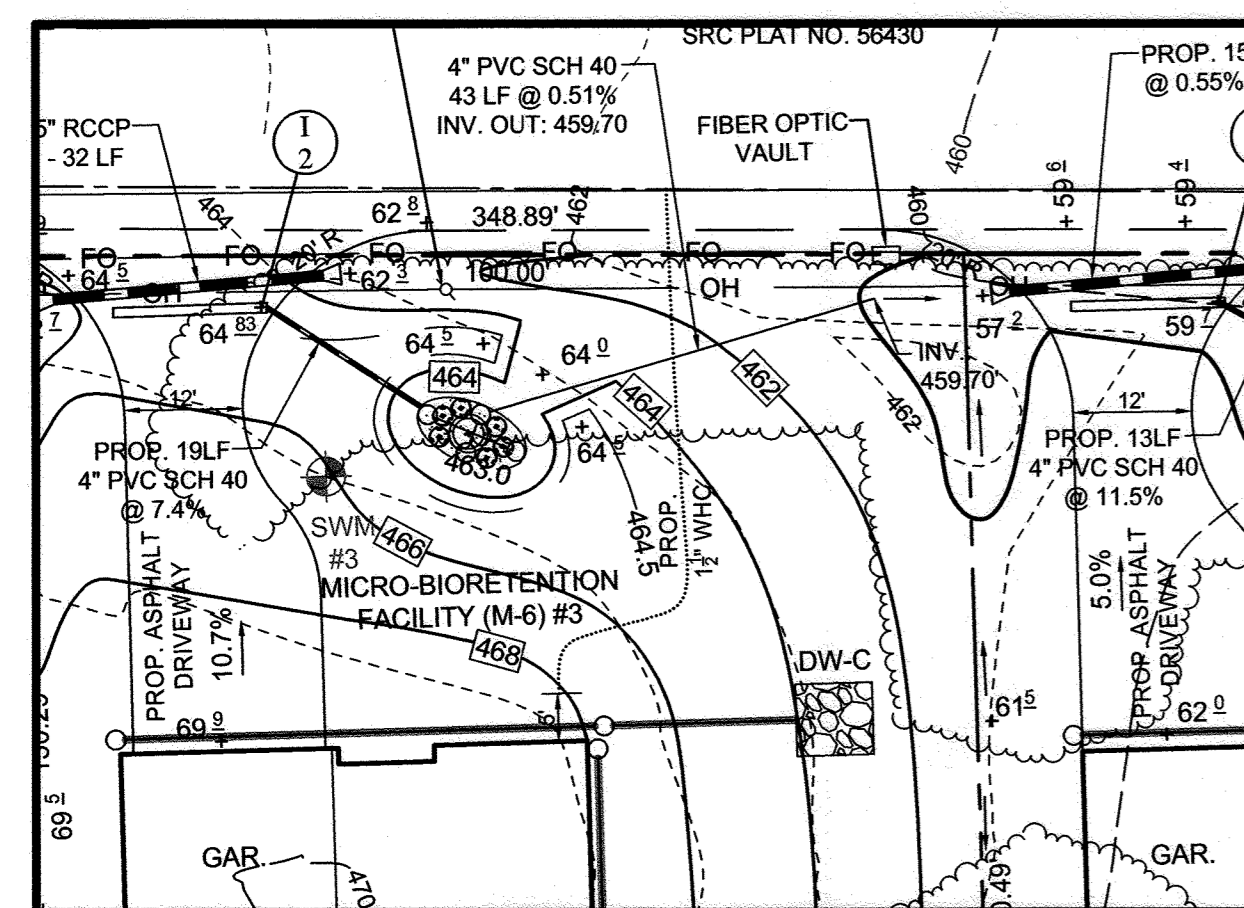 SRC PLAT NO. 56430
4" PVC SCH 40
43 LF @ 0.51%
INV. OUT: 459.70
5" RCCP
- 32 LF
I
2
FIBER OPTIC
VAULT
460
PROP. 15
@ 0.55%
59 6
59 4
464
62 8
348.89'
462
460
FO
FO
20' R
FO
FO
FO
FO
64 5
62 3
100.00'
OH
OH
OH
7
64 83
64 5
64 0
464
462
57 2
59 7
INV.
459.70'
462
12'
464
12'
PROP. 19LF
4" PVC SCH 40
@ 7.4%
463.0
64 5
PROP. 13LF
4" PVC SCH 40
@ 11.5%
SWM
#3
466
464.5
PROP.
1 1/2" WHC
MICRO-BIORETENTION
FACILITY (M-6) #3
PROP. ASPHALT
DRIVEWAY
10.7%
468
5.0%
PROP. ASPHALT
DRIVEWAY
DW-C
69 9
61 5
62 0
69 5
GAR.
470
0.49'
GAR.